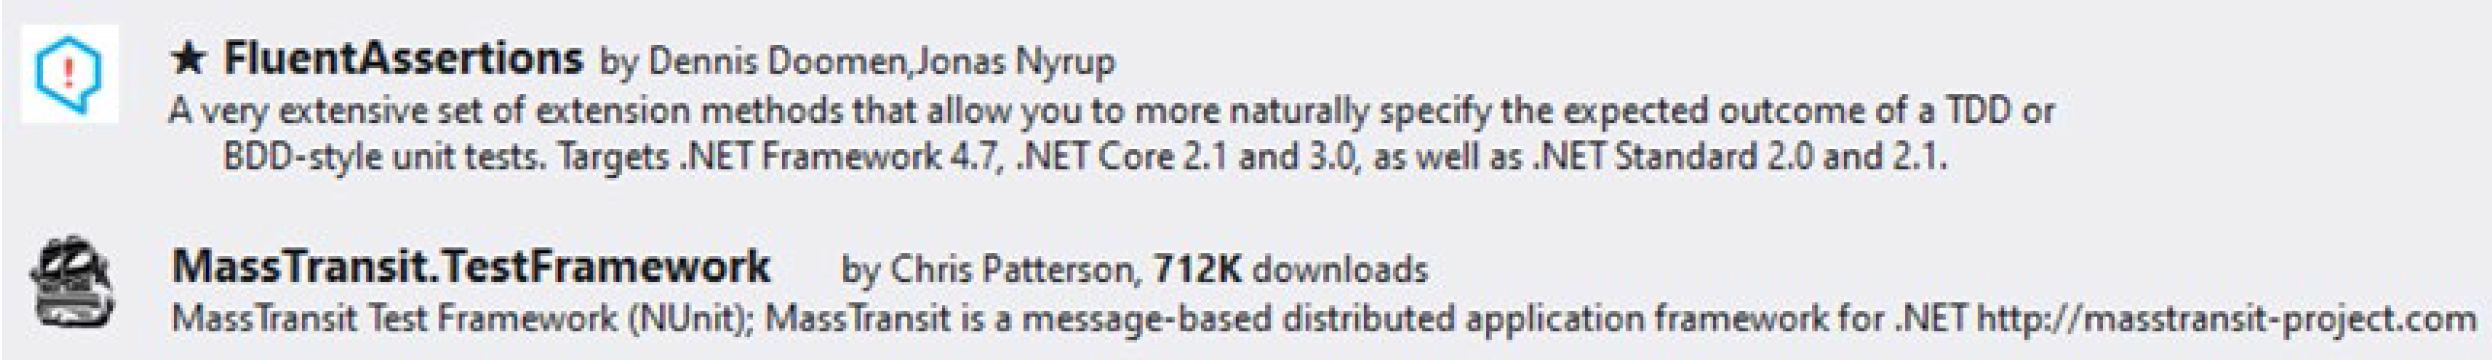 ★ FluentAssertions by Dennis Doomen,Jonas Nyrup
A very extensive set of extension methods that allow you to more naturally specify the expected outcome of a TDD or
BDD-style unit tests. Targets .NET Framework 4.7, .NET Core 2.1 and 3.0, as well as .NET Standard 2.0 and 2.1.
MassTransit.TestFramework by Chris Patterson, 712K downloads
MassTransit Test Framework (NUnit); MassTransit is a message-based distributed application framework for .NET http://masstransit-project.com